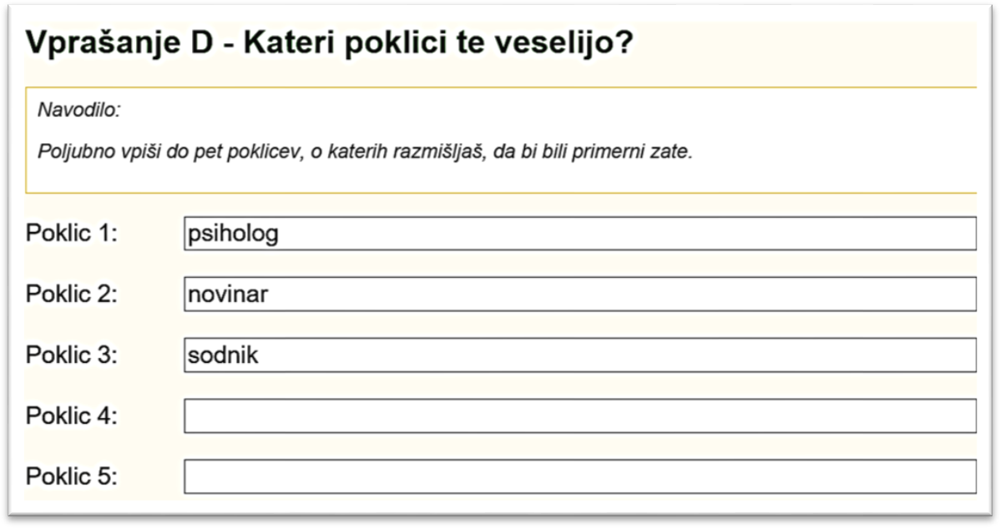 Vprašanje D - Kateri poklici te veselijo?
Navodilo:
Poljubno vpiši do pet poklicev, o katerih razmišljaš, da bi bili primerni zate.
Poklic 1: psiholog
Poklic 2: novinar
Poklic 3: sodnik
Poklic 4:
Poklic 5: